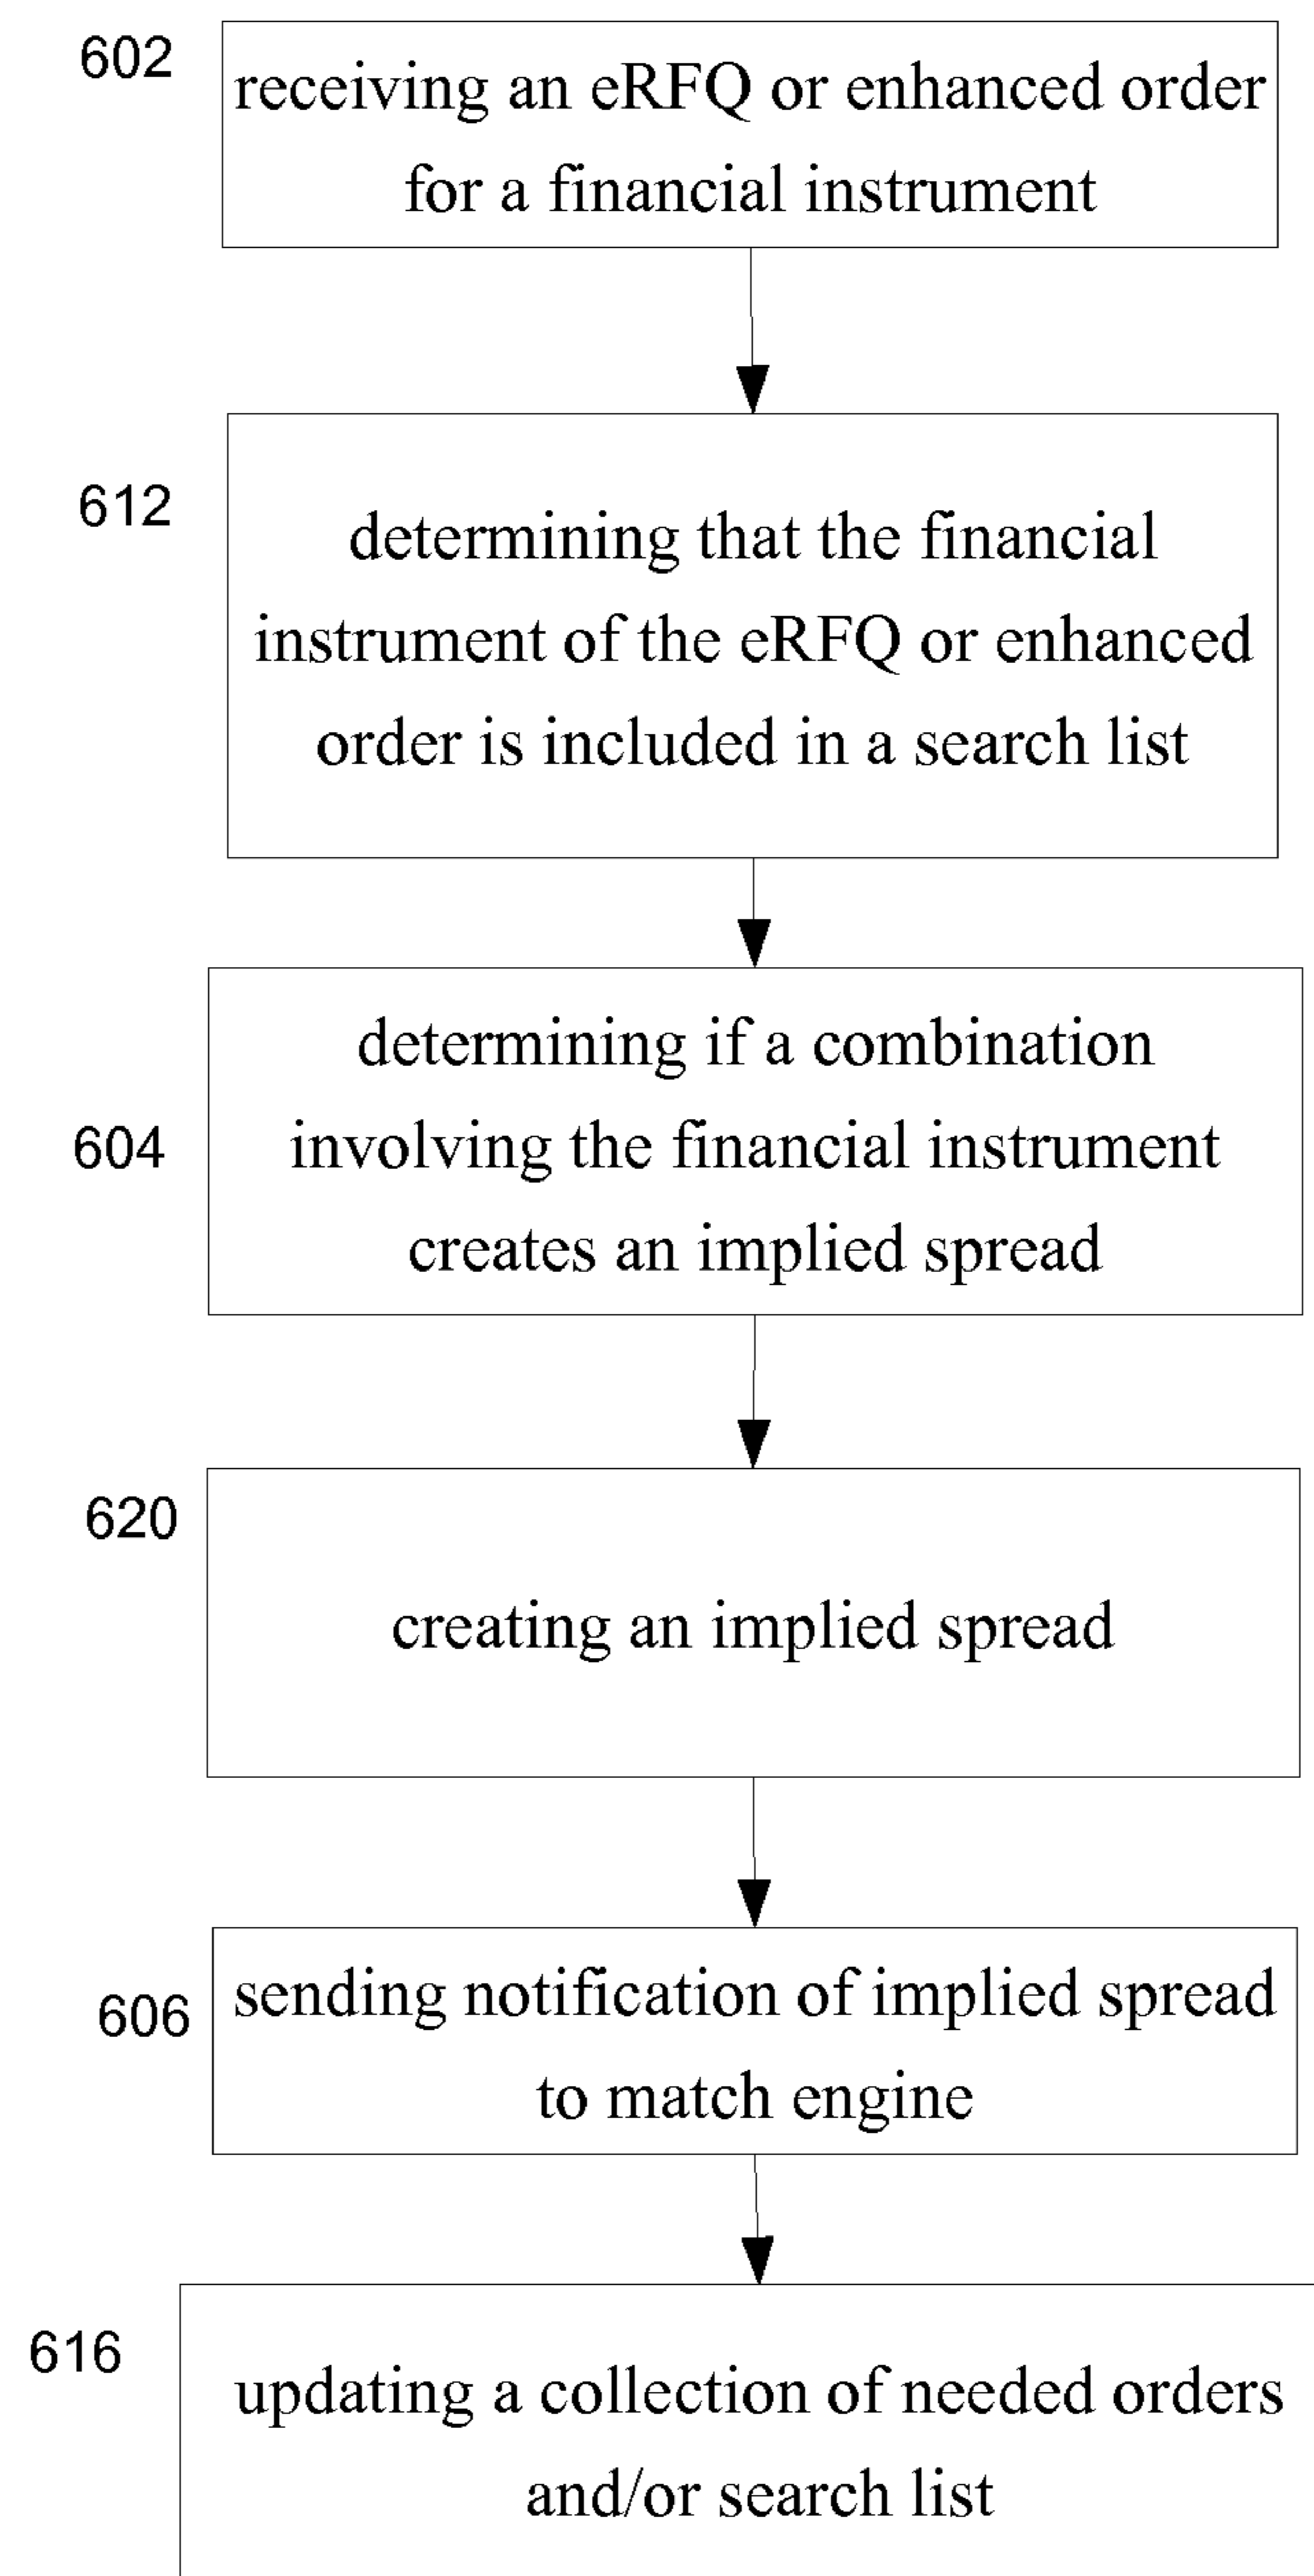 602
receiving an eRFQ or enhanced order
for a financial instrument
612
determining that the financial
instrument of the eRFQ or enhanced
order is included in a search list
604
determining if a combination
involving the financial instrument
creates an implied spread
620
creating an implied spread
606
sending notification of implied spread
to match engine
616
updating a collection of needed orders
and/or search list